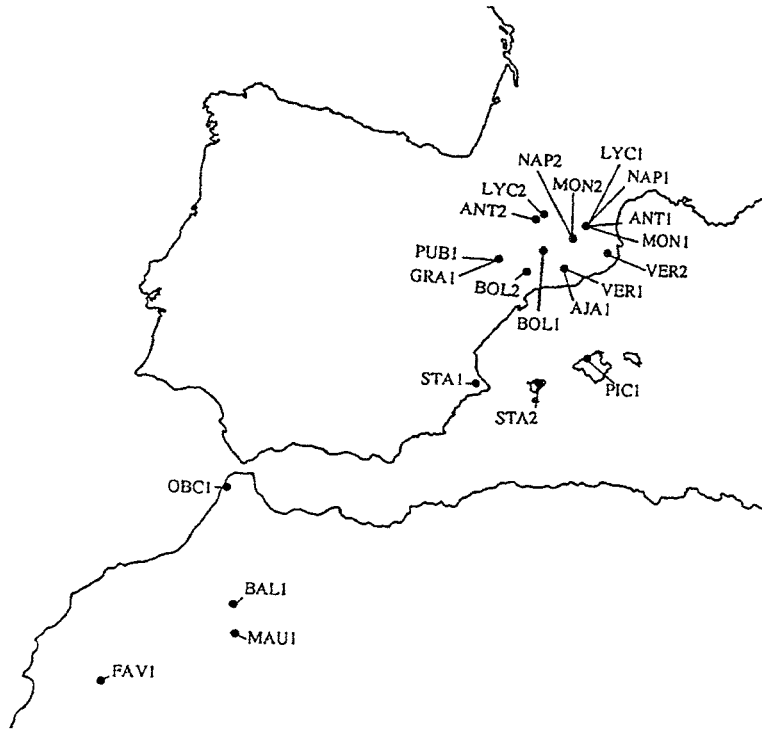 LYC1
NAP2
MON2
NAP1
LYC2
ANT2
ANT1
MON1
PUB1
GRA1
BOL2
VER2
VER1
AJA1
BOL1
STA1
PIC1
STA2
OBC1
BAL1
MAU1
FAV1